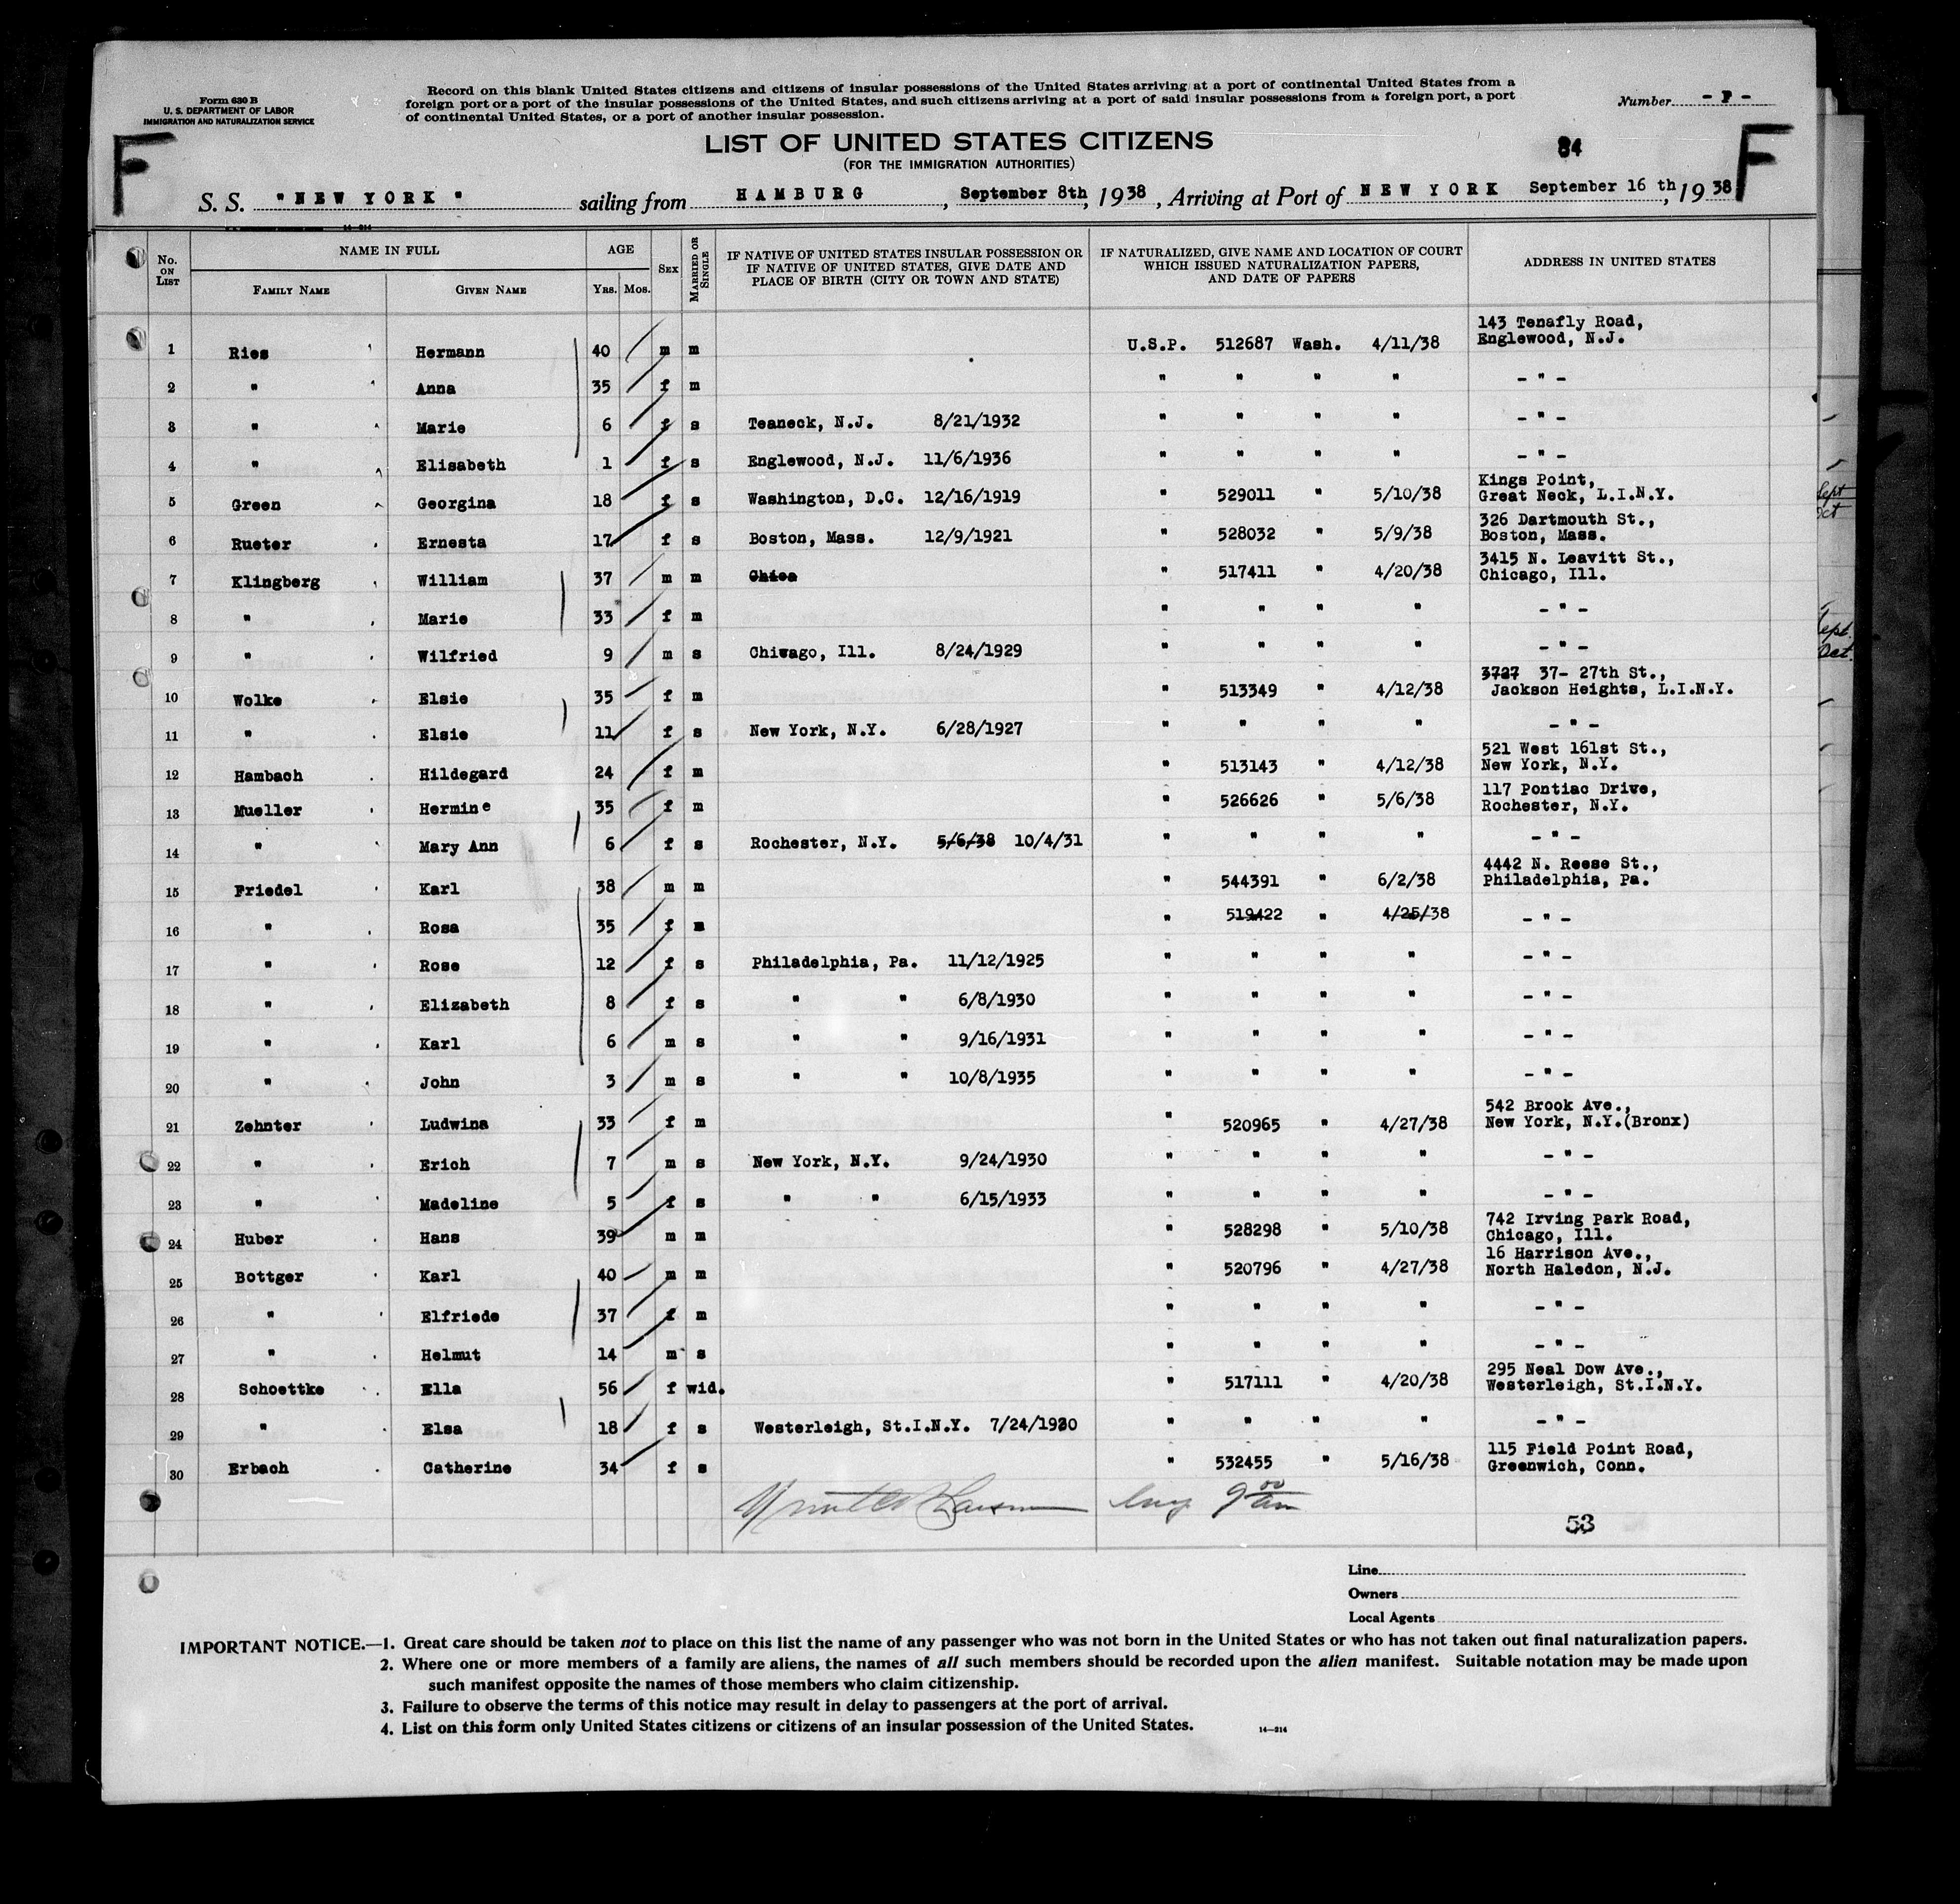 Form 630 B
U. S. DEPARTMENT OF LABOR
IMMIGRATION AND NATURALIZATION SERVICE
Record on this blank United States citizens and citizens of insular possessions of the United States arriving at a port of continental United States from a
foreign port or a port of the insular possessions of the United States, and such citizens arriving at a port of said insular possessions from a foreign port, a port
of continental United States, or a port of another insular possession.
Number - F -
LIST OF UNITED STATES CITIZENS
(FOR THE IMMIGRATION AUTHORITIES)
84
F F
S. S. "NEW YORK" sailing from HAMBURG, September 8th, 1938, Arriving at Port of NEW YORK September 16 th, 1938
No. ON LIST NAME IN FULL FAMILY NAME GIVEN NAME AGE YRS. MOS. SEX MARRIED OR SINGLE IF NATIVE OF UNITED STATES INSULAR POSSESSION OR IF NATIVE OF UNITED STATES, GIVE DATE AND PLACE OF BIRTH (CITY OR TOWN AND STATE) IF NATURALIZED, GIVE NAME AND LOCATION OF COURT WHICH ISSUED NATURALIZATION PAPERS, AND DATE OF PAPERS ADDRESS IN UNITED STATES
1 Ries Hermann 40 m m U.S.P. 512687 Wash. 4/11/38 143 Tenafly Road, Englewood, N.J.
2 " Anna 35 f m " " " " - " -
3 " Marie 6 f s Teaneck, N.J. 8/21/1932 " " " " - " -
4 " Elisabeth 1 f s Englewood, N.J. 11/6/1936 " " " " - " -
5 Green Georgina 18 f s Washington, D.C. 12/16/1919 " 529011 " 5/10/38 Kings Point, Great Neck, L.I.N.Y.
6 Rueter Ernesta 17 f s Boston, Mass. 12/9/1921 " 528032 " 5/9/38 326 Dartmouth St., Boston, Mass.
7 Klingberg William 37 m m Chica " 517411 " 4/20/38 3415 N. Leavitt St., Chicago, Ill.
8 " Marie 33 f m " " " " - " -
9 " Wilfried 9 m s Chiwago, Ill. 8/24/1929 " " " " - " -
10 Wolke Elsie 35 f m " 513349 " 4/12/38 3727 37- 27th St., Jackson Heights, L.I.N.Y.
11 " Elsie 11 f s New York, N.Y. 6/28/1927 " " " " - " -
12 Hambach Hildegard 24 f m " 513143 " 4/12/38 521 West 161st St., New York, N.Y.
13 Mueller Hermine 35 f m " 526626 " 5/6/38 117 Pontiac Drive, Rochester, N.Y.
14 " Mary Ann 6 f s Rochester, N.Y. 5/6/38 10/4/31 " " " " - " -
15 Friedel Karl 38 m m " 544391 " 6/2/38 4442 N. Reese St., Philadelphia, Pa.
16 " Rosa 35 f m " 519422 " 4/25/38 - " -
17 " Rose 12 f s Philadelphia, Pa. 11/12/1925 " " " " - " -
18 " Elizabeth 8 f s " " 6/8/1930 " " " " - " -
19 " Karl 6 m s " " 9/16/1931 " " " " - " -
20 " John 3 m s " " 10/8/1935 " " " " - " -
21 Zehnter Ludwina 33 f m " 520965 " 4/27/38 542 Brook Ave., New York, N.Y.(Bronx)
22 " Erich 7 m s New York, N.Y. 9/24/1930 " " " " - " -
23 " Madeline 5 f s " " 6/15/1933 " " " " - " -
24 Huber Hans 39 m m " 528298 " 5/10/38 742 Irving Park Road, Chicago, Ill.
25 Bottger Karl 40 m m " 520796 " 4/27/38 16 Harrison Ave., North Haledon, N.J.
26 " Elfriede 37 f m " " " " - " -
27 " Helmut 14 m s " " " " - " -
28 Schoettke Ella 56 f wid. " 517111 " 4/20/38 295 Neal Dow Ave., Westerleigh, St.I.N.Y.
29 " Elsa 18 f s Westerleigh, St.I.N.Y. 7/24/1920 " " " " - " -
30 Erbach Catherine 34 f s " 532455 " 5/16/38 115 Field Point Road, Greenwich, Conn.
9 00 am
53
Line
Owners
Local Agents
IMPORTANT NOTICE.—1. Great care should be taken not to place on this list the name of any passenger who was not born in the United States or who has not taken out final naturalization papers.
2. Where one or more members of a family are aliens, the names of all such members should be recorded upon the alien manifest. Suitable notation may be made upon
such manifest opposite the names of those members who claim citizenship.
3. Failure to observe the terms of this notice may result in delay to passengers at the port of arrival.
4. List on this form only United States citizens or citizens of an insular possession of the United States.
14—314
Sept
Oct
Sept.
Oct.